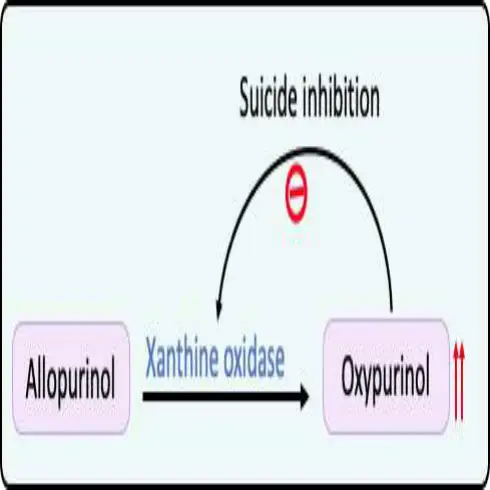 Suicide inhibition
Xanthine oxidase
Allopurinol
Oxypurinol